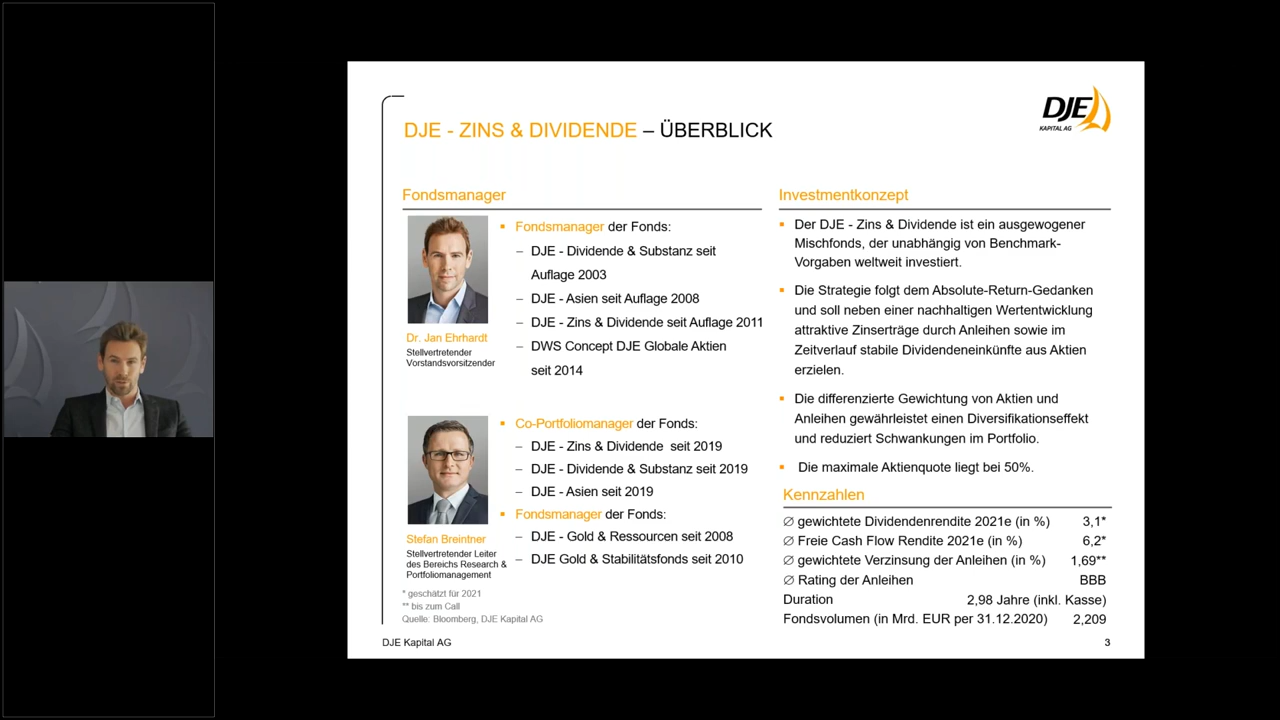 DJE
KAPITAL AG
DJE - ZINS & DIVIDENDE – ÜBERBLICK
Fondsmanager
Dr. Jan Ehrhardt
Stellvertretender
Vorstandsvorsitzender
Fondsmanager der Fonds:
– DJE - Dividende & Substanz seit
Auflage 2003
– DJE - Asien seit Auflage 2008
– DJE - Zins & Dividende seit Auflage 2011
– DWS Concept DJE Globale Aktien
seit 2014
Stefan Breintner
Stellvertretender Leiter
des Bereichs Research &
Portfoliomanagement
Co-Portfoliomanager der Fonds:
– DJE - Zins & Dividende seit 2019
– DJE - Dividende & Substanz seit 2019
– DJE - Asien seit 2019
Fondsmanager der Fonds:
– DJE - Gold & Ressourcen seit 2008
– DJE Gold & Stabilitätsfonds seit 2010
* geschätzt für 2021
** bis zum Call
Quelle: Bloomberg, DJE Kapital AG
Investmentkonzept
Der DJE - Zins & Dividende ist ein ausgewogener
Mischfonds, der unabhängig von Benchmark-
Vorgaben weltweit investiert.
Die Strategie folgt dem Absolute-Return-Gedanken
und soll neben einer nachhaltigen Wertentwicklung
attraktive Zinserträge durch Anleihen sowie im
Zeitverlauf stabile Dividendeneinkünfte aus Aktien
erzielen.
Die differenzierte Gewichtung von Aktien und
Anleihen gewährleistet einen Diversifikationseffekt
und reduziert Schwankungen im Portfolio.
Die maximale Aktienquote liegt bei 50%.
Kennzahlen
∅ gewichtete Dividendenrendite 2021e (in %) 3,1*
∅ Freie Cash Flow Rendite 2021e (in %) 6,2*
∅ gewichtete Verzinsung der Anleihen (in %) 1,69**
∅ Rating der Anleihen BBB
Duration 2,98 Jahre (inkl. Kasse)
Fondsvolumen (in Mrd. EUR per 31.12.2020) 2,209
DJE Kapital AG
3